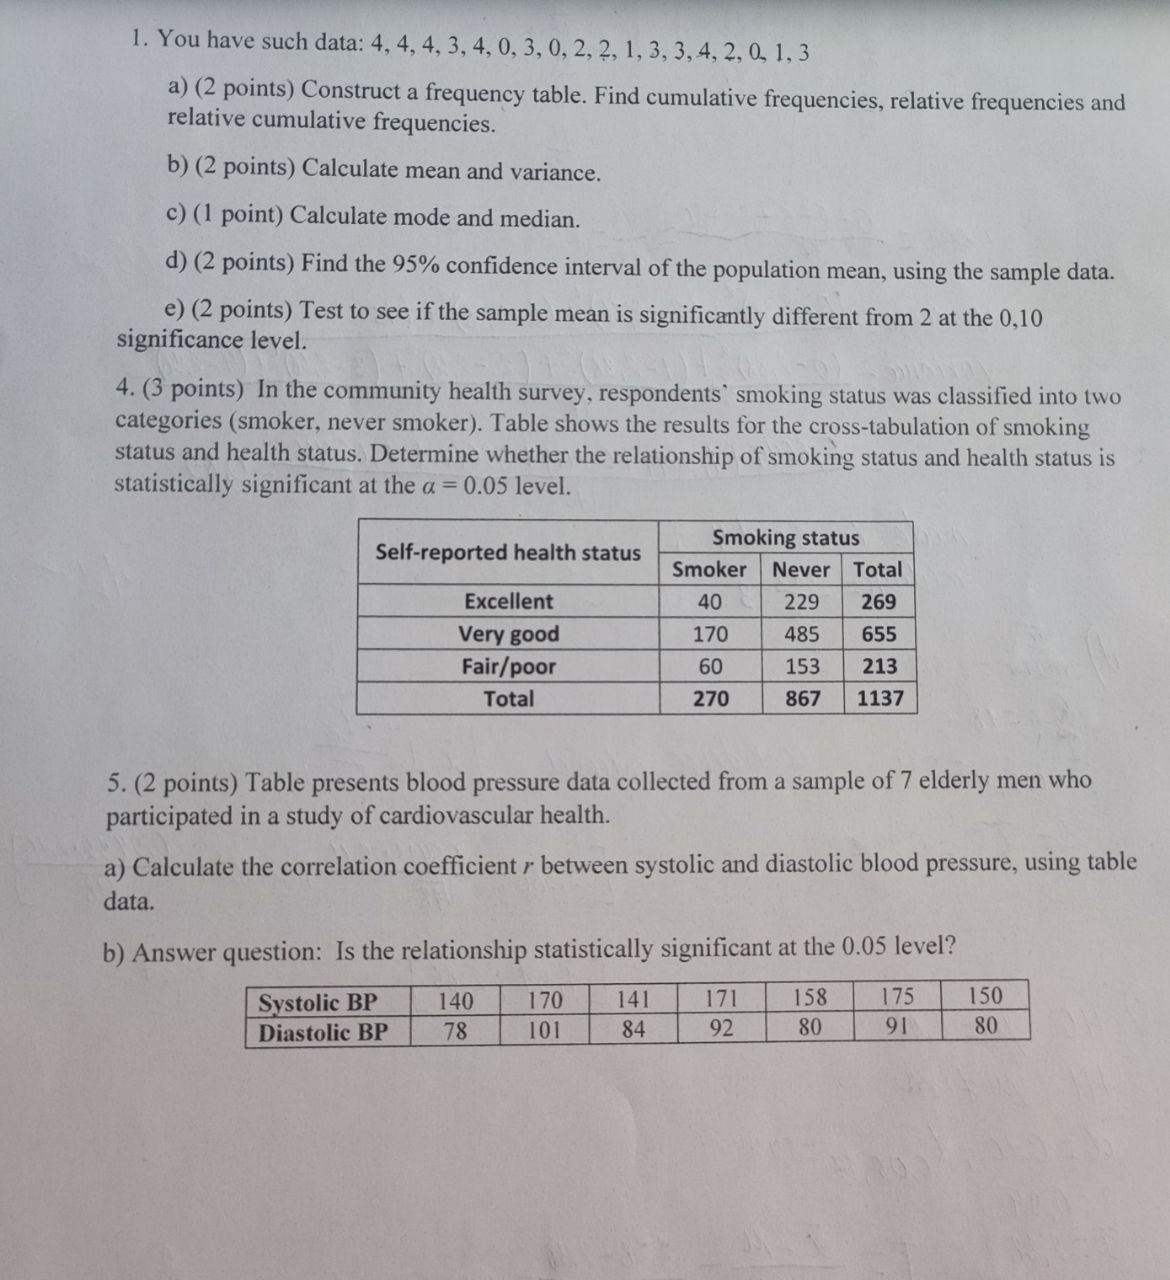 1. You have such data: 4, 4, 4, 3, 4, 0, 3, 0, 2, 2, 1, 3, 3, 4, 2, 0, 1, 3
a) (2 points) Construct a frequency table. Find cumulative frequencies, relative frequencies and
relative cumulative frequencies.
b) (2 points) Calculate mean and variance.
c) (1 point) Calculate mode and median.
d) (2 points) Find the 95% confidence interval of the population mean, using the sample data.
e) (2 points) Test to see if the sample mean is significantly different from 2 at the 0,10
significance level.
4. (3 points) In the community health survey, respondents` smoking status was classified into two
categories (smoker, never smoker). Table shows the results for the cross-tabulation of smoking
status and health status. Determine whether the relationship of smoking status and health status is
statistically significant at the α = 0.05 level.
Self-reported health status Smoking status
Smoker Never Total
Excellent 40 229 269
Very good 170 485 655
Fair/poor 60 153 213
Total 270 867 1137
5. (2 points) Table presents blood pressure data collected from a sample of 7 elderly men who
participated in a study of cardiovascular health.
a) Calculate the correlation coefficient r between systolic and diastolic blood pressure, using table
data.
b) Answer question: Is the relationship statistically significant at the 0.05 level?
Systolic BP 140 170 141 171 158 175 150
Diastolic BP 78 101 84 92 80 91 80